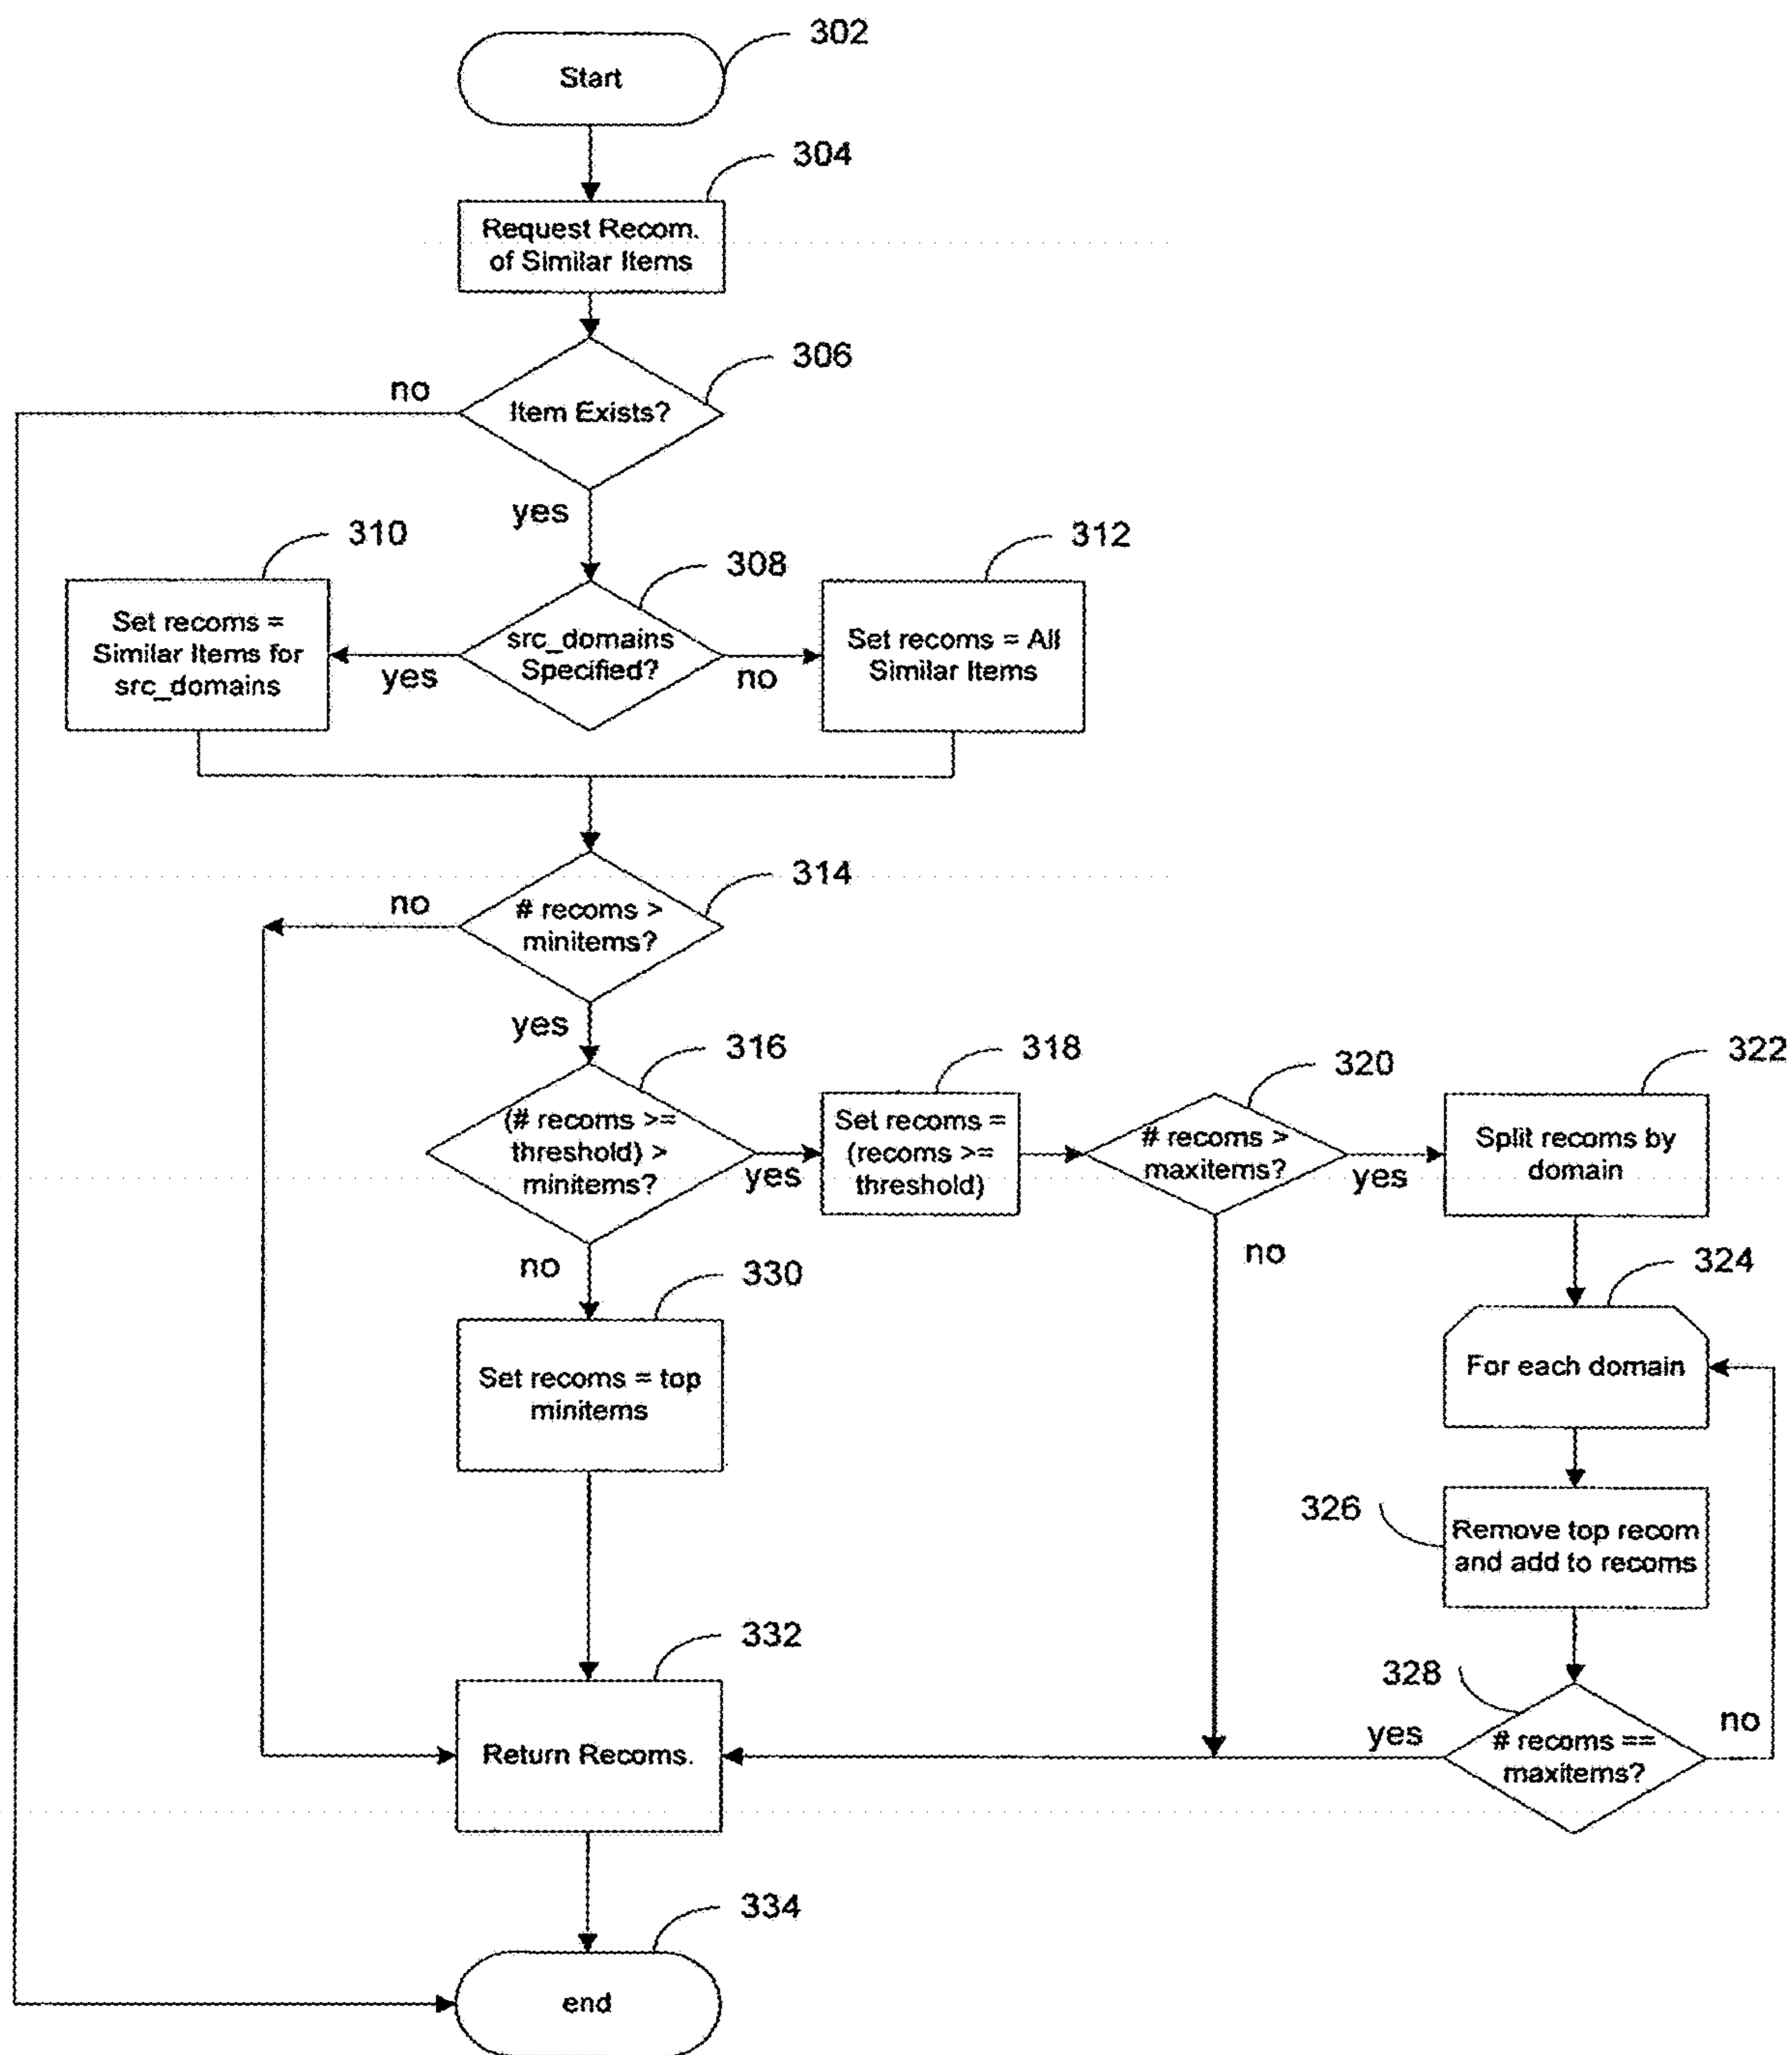 302
Start
304
Request Recom.
of Similar Items
306
no
Item Exists?
yes
310
312
308
Set recoms =
Similar Items for
src_domains
yes
src_domains
Specified?
no
Set recoms = All
Similar Items
314
no
# recoms >
minitems?
yes
316
318
320
322
(# recoms >=
threshold) >
minitems?
yes
Set recoms =
(recoms >=
threshold)
# recoms >
maxitems?
yes
Split recoms by
domain
no
no
330
324
Set recoms = top
minitems
For each domain
326
Remove top recom
and add to recoms
332
328
Return Recoms.
yes
# recoms ==
maxitems?
no
334
end